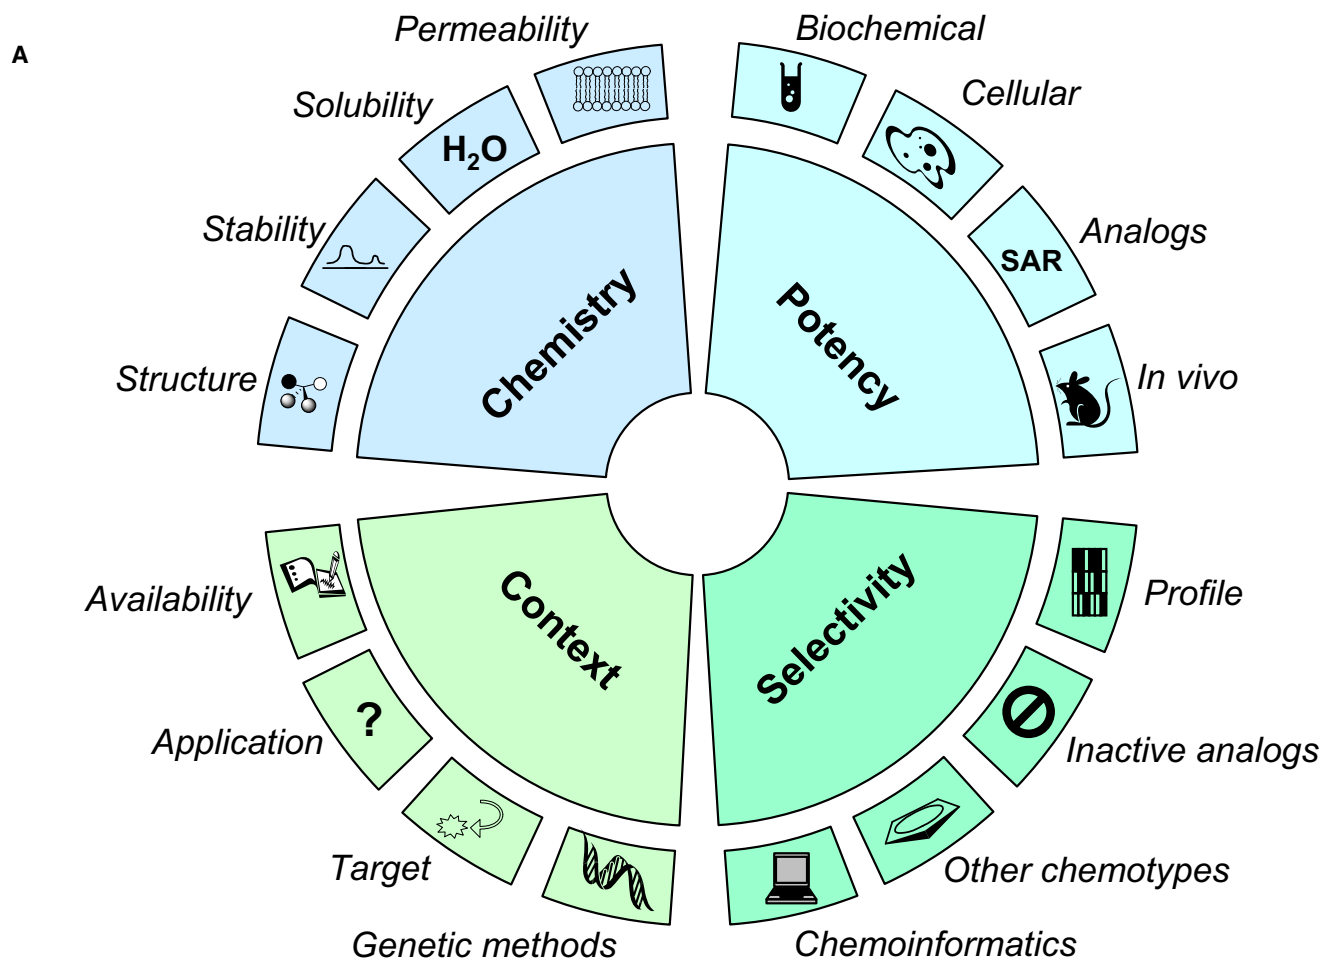 A
Permeability
Biochemical
Solubility
H₂O
Cellular
Stability
Analogs
SAR
Structure
In vivo
Chemistry
Potency
Context
Selectivity
Availability
Profile
Application
?
Inactive analogs
Target
Other chemotypes
Genetic methods
Chemoinformatics